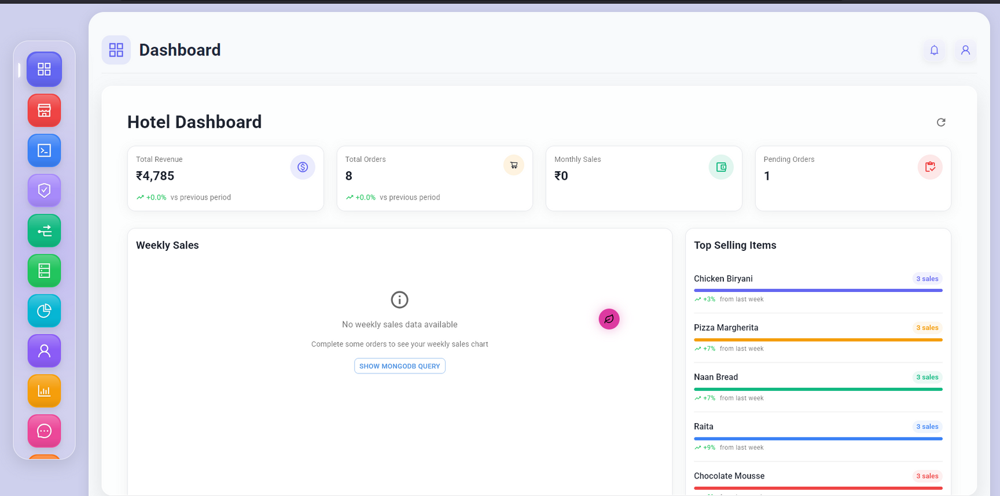 Dashboard
Hotel Dashboard
Total Revenue
₹4,785
+0.0% vs previous period
Total Orders
8
+0.0% vs previous period
Monthly Sales
₹0
Pending Orders
1
Weekly Sales
No weekly sales data available
Complete some orders to see your weekly sales chart
SHOW MONGODB QUERY
Top Selling Items
Chicken Biryani 3 sales
+3% from last week
Pizza Margherita 3 sales
+7% from last week
Naan Bread 3 sales
+7% from last week
Raita 3 sales
+9% from last week
Chocolate Mousse 3 sales